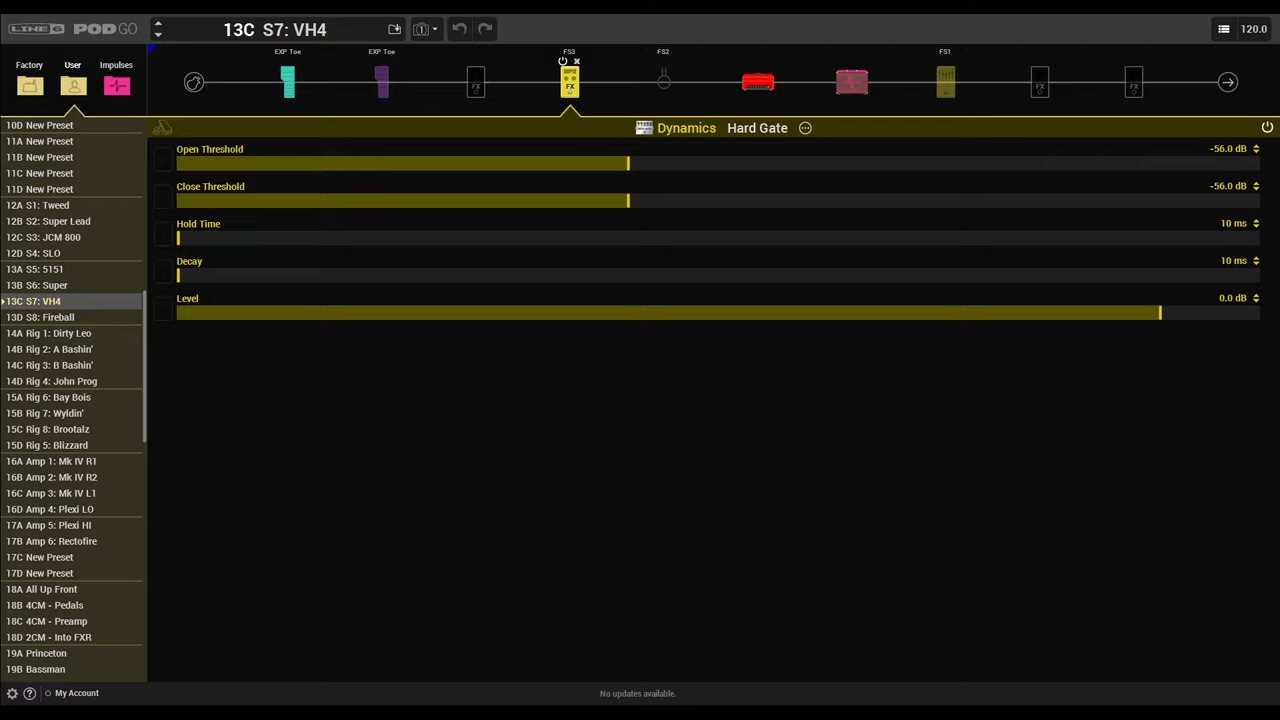 LINE 6 POD GO
13C S7: VH4
120.0
Factory
User
Impulses
EXP Toe
EXP Toe
FS3
FS2
FS1
FX
FX
FX
FX
Dynamics Hard Gate
Open Threshold
-56.0 dB
Close Threshold
-56.0 dB
Hold Time
10 ms
Decay
10 ms
Level
0.0 dB
10D New Preset
11A New Preset
11B New Preset
11C New Preset
11D New Preset
12A S1: Tweed
12B S2: Super Lead
12C S3: JCM 800
12D S4: SLO
13A S5: 5151
13B S6: Super
13C S7: VH4
13D S8: Fireball
14A Rig 1: Dirty Leo
14B Rig 2: A Bashin'
14C Rig 3: B Bashin'
14D Rig 4: John Prog
15A Rig 6: Bay Bois
15B Rig 7: Wyldin'
15C Rig 8: Brootalz
15D Rig 5: Blizzard
16A Amp 1: Mk IV R1
16B Amp 2: Mk IV R2
16C Amp 3: Mk IV L1
16D Amp 4: Plexi LO
17A Amp 5: Plexi HI
17B Amp 6: Rectofire
17C New Preset
17D New Preset
18A All Up Front
18B 4CM - Pedals
18C 4CM - Preamp
18D 2CM - Into FXR
19A Princeton
19B Bassman
My Account
No updates available.